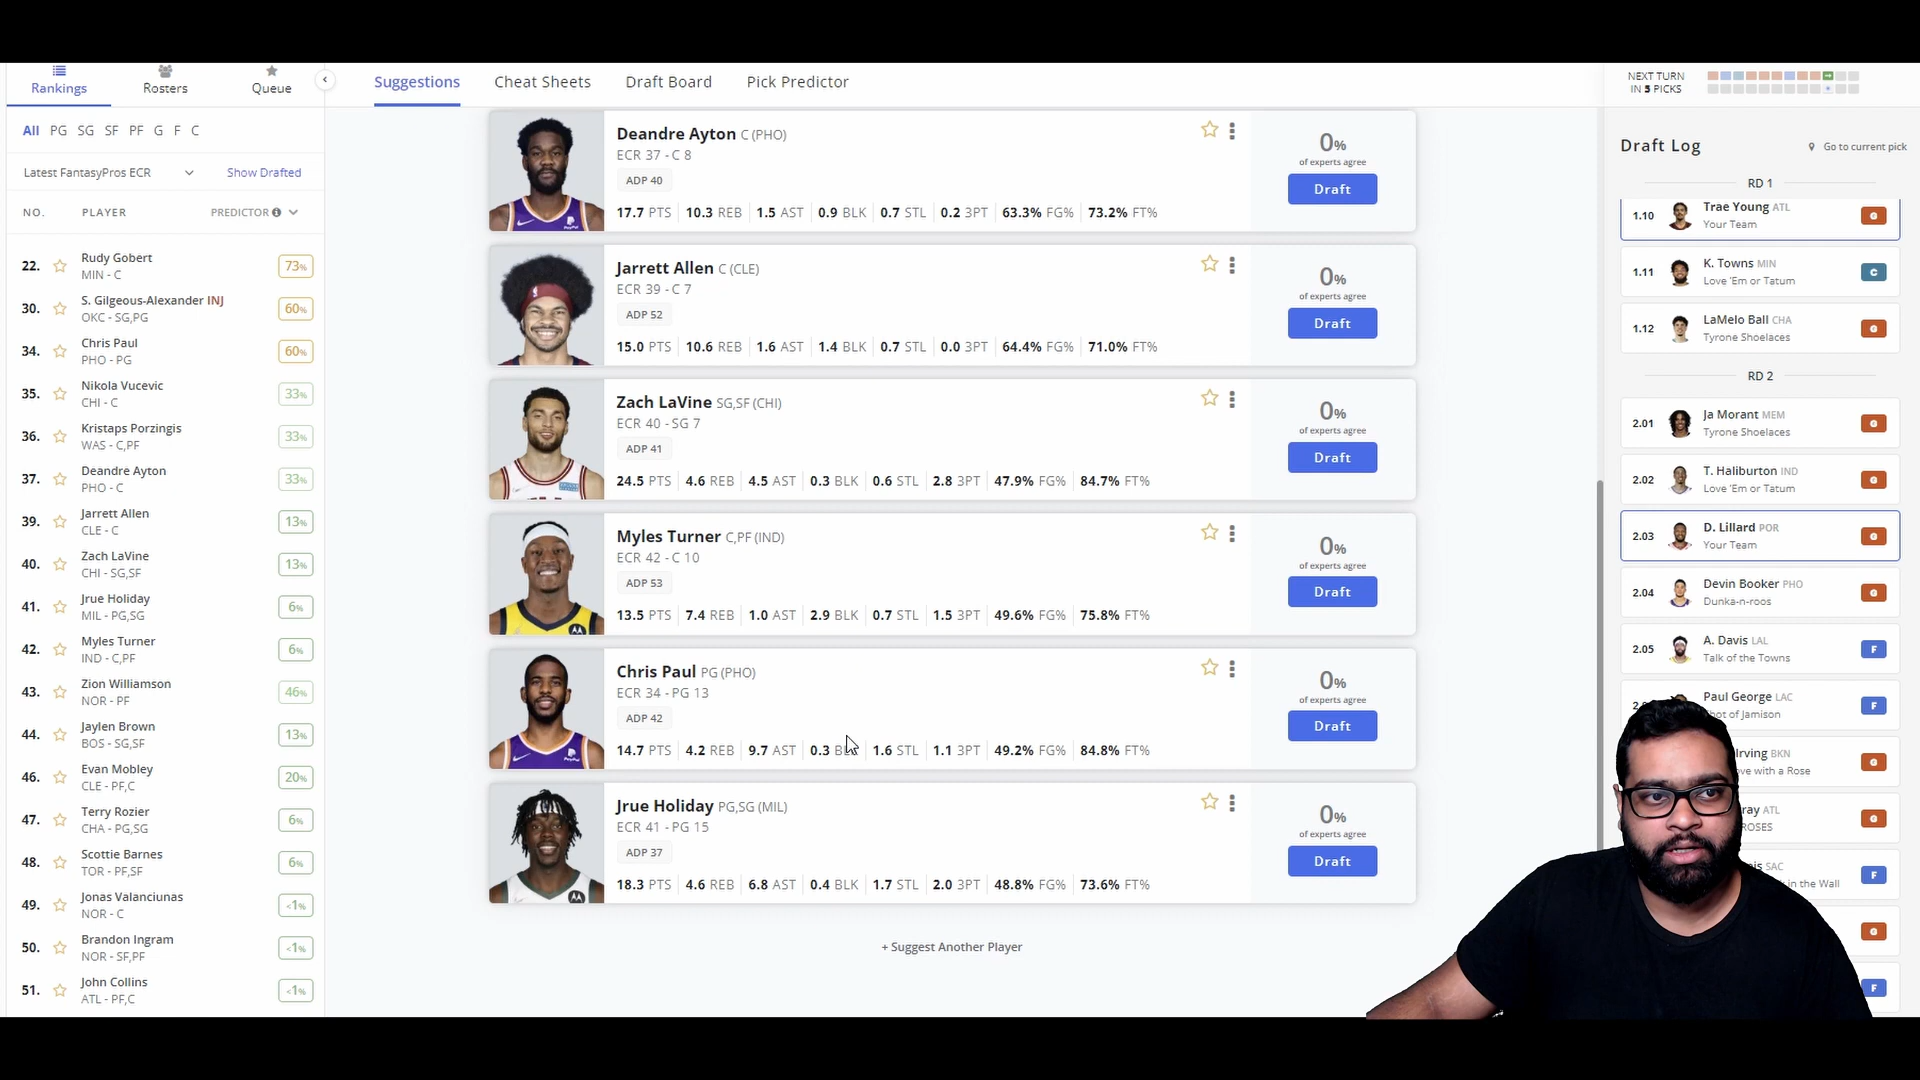 Rankings
Rosters
Queue
Suggestions
Cheat Sheets
Draft Board
Pick Predictor
NEXT TURN
IN 5 PICKS
All PG SG SF PF G F C
Latest FantasyPros ECR
Show Drafted
NO. PLAYER PREDICTOR
22. Rudy Gobert 73%
MIN - C
30. S. Gilgeous-Alexander INJ 60%
OKC - SG,PG
34. Chris Paul 60%
PHO - PG
35. Nikola Vucevic 33%
CHI - C
36. Kristaps Porzingis 33%
WAS - C,PF
37. Deandre Ayton 33%
PHO - C
39. Jarrett Allen 13%
CLE - C
40. Zach LaVine 13%
CHI - SG,SF
41. Jrue Holiday 6%
MIL - PG,SG
42. Myles Turner 6%
IND - C,PF
43. Zion Williamson 46%
NOR - PF
44. Jaylen Brown 13%
BOS - SG,SF
46. Evan Mobley 20%
CLE - PF,C
47. Terry Rozier 6%
CHA - PG,SG
48. Scottie Barnes 6%
TOR - PF,SF
49. Jonas Valanciunas <1%
NOR - C
50. Brandon Ingram <1%
NOR - SF,PF
51. John Collins <1%
ATL - PF,C
Deandre Ayton C (PHO)
ECR 37 - C 8
ADP 40
17.7 PTS 10.3 REB 1.5 AST 0.9 BLK 0.7 STL 0.2 3PT 63.3% FG% 73.2% FT%
0%
of experts agree
Draft
Jarrett Allen C (CLE)
ECR 39 - C 7
ADP 52
15.0 PTS 10.6 REB 1.6 AST 1.4 BLK 0.7 STL 0.0 3PT 64.4% FG% 71.0% FT%
0%
of experts agree
Draft
Zach LaVine SG,SF (CHI)
ECR 40 - SG 7
ADP 41
24.5 PTS 4.6 REB 4.5 AST 0.3 BLK 0.6 STL 2.8 3PT 47.9% FG% 84.7% FT%
0%
of experts agree
Draft
Myles Turner C,PF (IND)
ECR 42 - C 10
ADP 53
13.5 PTS 7.4 REB 1.0 AST 2.9 BLK 0.7 STL 1.5 3PT 49.6% FG% 75.8% FT%
0%
of experts agree
Draft
Chris Paul PG (PHO)
ECR 34 - PG 13
ADP 42
14.7 PTS 4.2 REB 9.7 AST 0.3 1.6 STL 1.1 3PT 49.2% FG% 84.8% FT%
0%
of experts agree
Draft
Jrue Holiday PG,SG (MIL)
ECR 41 - PG 15
ADP 37
18.3 PTS 4.6 REB 6.8 AST 0.4 BLK 1.7 STL 2.0 3PT 48.8% FG% 73.6% FT%
0%
of experts agree
Draft
+ Suggest Another Player
Draft Log
Go to current pick
RD 1
1.10 Trae Young ATL G
Your Team
1.11 K. Towns MIN C
Love 'Em or Tatum
1.12 LaMelo Ball CHA G
Tyrone Shoelaces
RD 2
2.01 Ja Morant MEM G
Tyrone Shoelaces
2.02 T. Haliburton IND G
Love 'Em or Tatum
2.03 D. Lillard POR G
Your Team
2.04 Devin Booker PHO G
Dunka-n-roos
2.05 A. Davis LAL F
Talk of the Towns
Paul George LAC F
of Jamison
Irving BKN G
with a Rose
ATL G
ROSES
SAC F
in the Wall
G
F